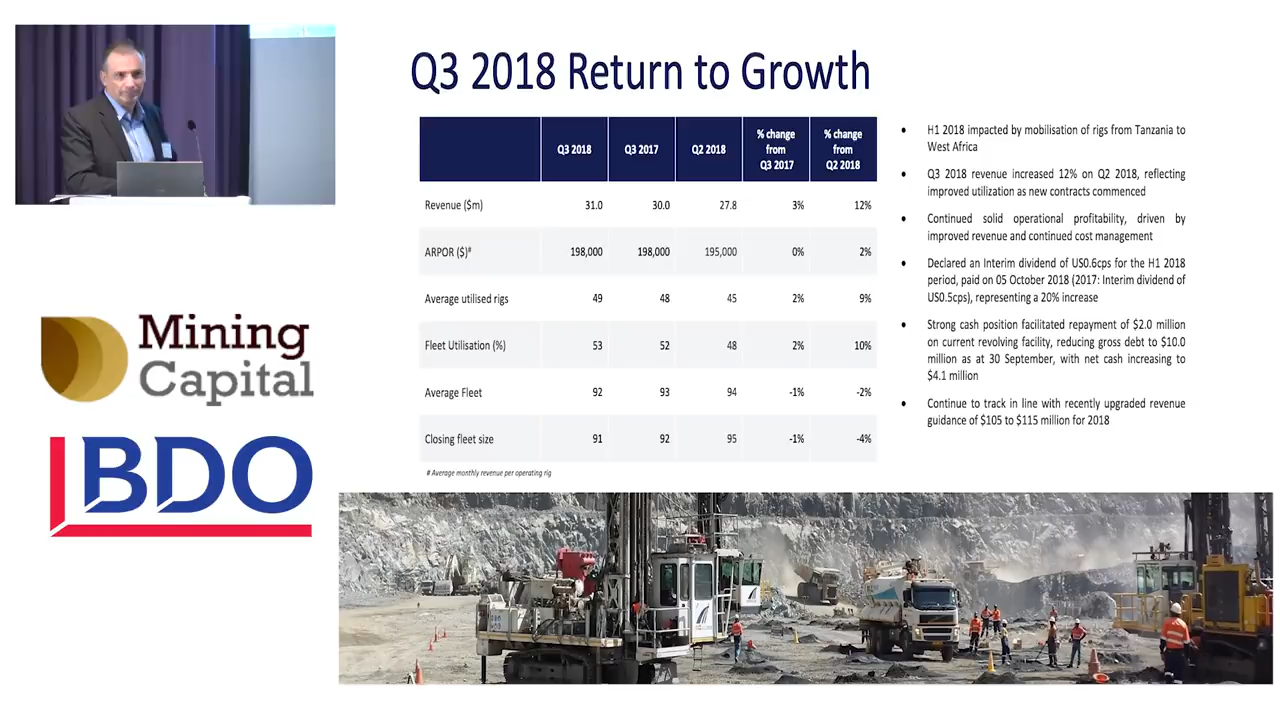 Q3 2018 Return to Growth
Q3 2018
Q3 2017
Q2 2018
% change
from
Q3 2017
% change
from
Q2 2018
Revenue ($m) 31.0 30.0 27.8 3% 12%
ARPOR ($)# 198,000 198,000 195,000 0% 2%
Average utilised rigs 49 48 45 2% 9%
Fleet Utilisation (%) 53 52 48 2% 10%
Average Fleet 92 93 94 -1% -2%
Closing fleet size 91 92 95 -1% -4%
# Average monthly revenue per operating rig
• H1 2018 impacted by mobilisation of rigs from Tanzania to
West Africa
• Q3 2018 revenue increased 12% on Q2 2018, reflecting
improved utilization as new contracts commenced
• Continued solid operational profitability, driven by
improved revenue and continued cost management
• Declared an Interim dividend of US0.6cps for the H1 2018
period, paid on 05 October 2018 (2017: Interim dividend of
US0.5cps), representing a 20% increase
• Strong cash position facilitated repayment of $2.0 million
on current revolving facility, reducing gross debt to $10.0
million as at 30 September, with net cash increasing to
$4.1 million
• Continue to track in line with recently upgraded revenue
guidance of $105 to $115 million for 2018
Mining
Capital
BDO